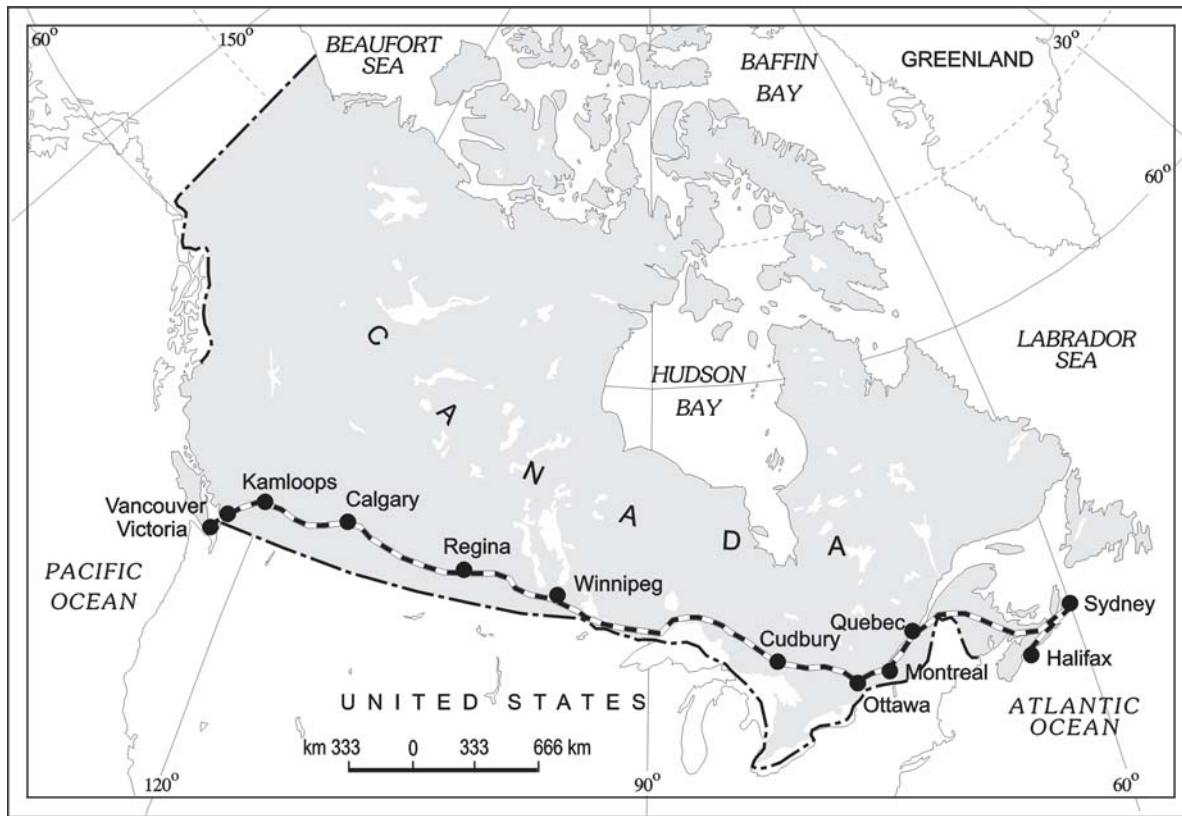 60°
150°
BEAUFORT
SEA
BAFFIN
BAY
GREENLAND
30°
60°
LABRADOR
SEA
HUDSON
BAY
C A N A D A
Kamloops
Vancouver
Calgary
Victoria
Regina
PACIFIC
OCEAN
Winnipeg
Cudbury
Quebec
Sydney
Montreal
Halifax
Ottawa
ATLANTIC
OCEAN
UNITED STATES
km 333 0 333 666 km
120°
90°
60°